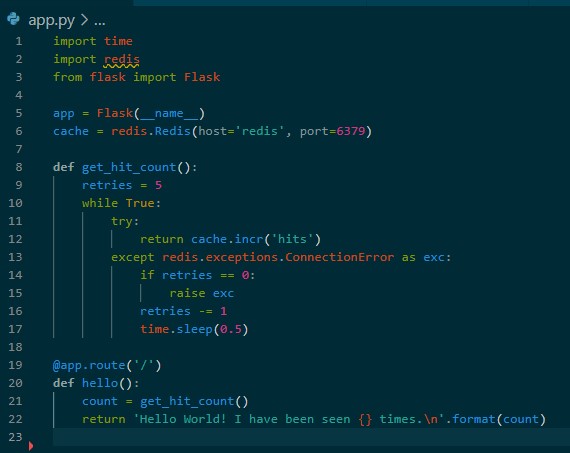 app.py > ...
1 import time
2 import redis
3 from flask import Flask
4
5 app = Flask(__name__)
6 cache = redis.Redis(host='redis', port=6379)
7
8 def get_hit_count():
9     retries = 5
10     while True:
11         try:
12             return cache.incr('hits')
13         except redis.exceptions.ConnectionError as exc:
14             if retries == 0:
15                 raise exc
16             retries -= 1
17             time.sleep(0.5)
18
19 @app.route('/')
20 def hello():
21     count = get_hit_count()
22     return 'Hello World! I have been seen {} times.\n'.format(count)
23